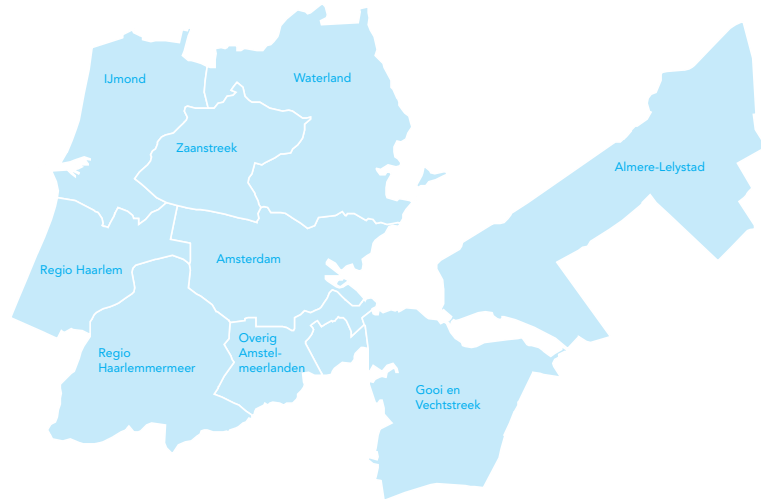 IJmond
Waterland
Zaanstreek
Almere-Lelystad
Amsterdam
Regio Haarlem
Overig
Amstel-
meerlanden
Regio
Haarlemmermeer
Gooi en
Vechtstreek